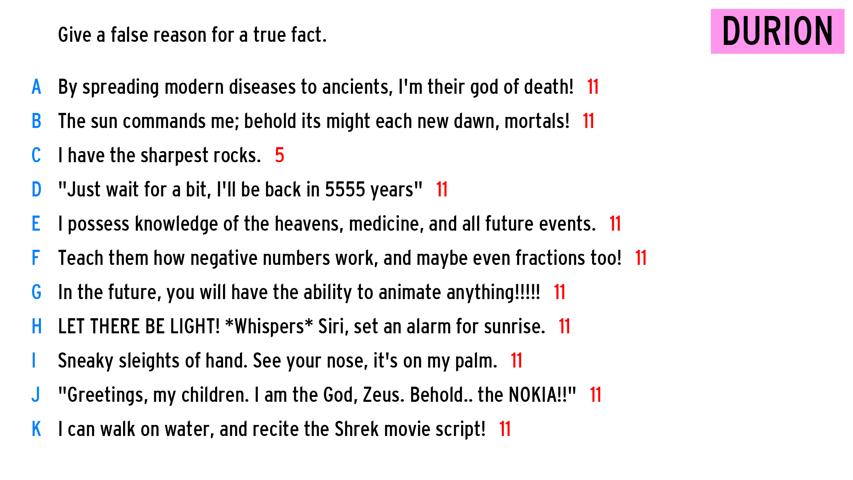 Give a false reason for a true fact.
DURION
A By spreading modern diseases to ancients, I'm their god of death! 11
B The sun commands me; behold its might each new dawn, mortals! 11
C I have the sharpest rocks. 5
D "Just wait for a bit, I'll be back in 5555 years" 11
E I possess knowledge of the heavens, medicine, and all future events. 11
F Teach them how negative numbers work, and maybe even fractions too! 11
G In the future, you will have the ability to animate anything!!!!! 11
H LET THERE BE LIGHT! *Whispers* Siri, set an alarm for sunrise. 11
I Sneaky sleights of hand. See your nose, it's on my palm. 11
J "Greetings, my children. I am the God, Zeus. Behold.. the NOKIA!!" 11
K I can walk on water, and recite the Shrek movie script! 11